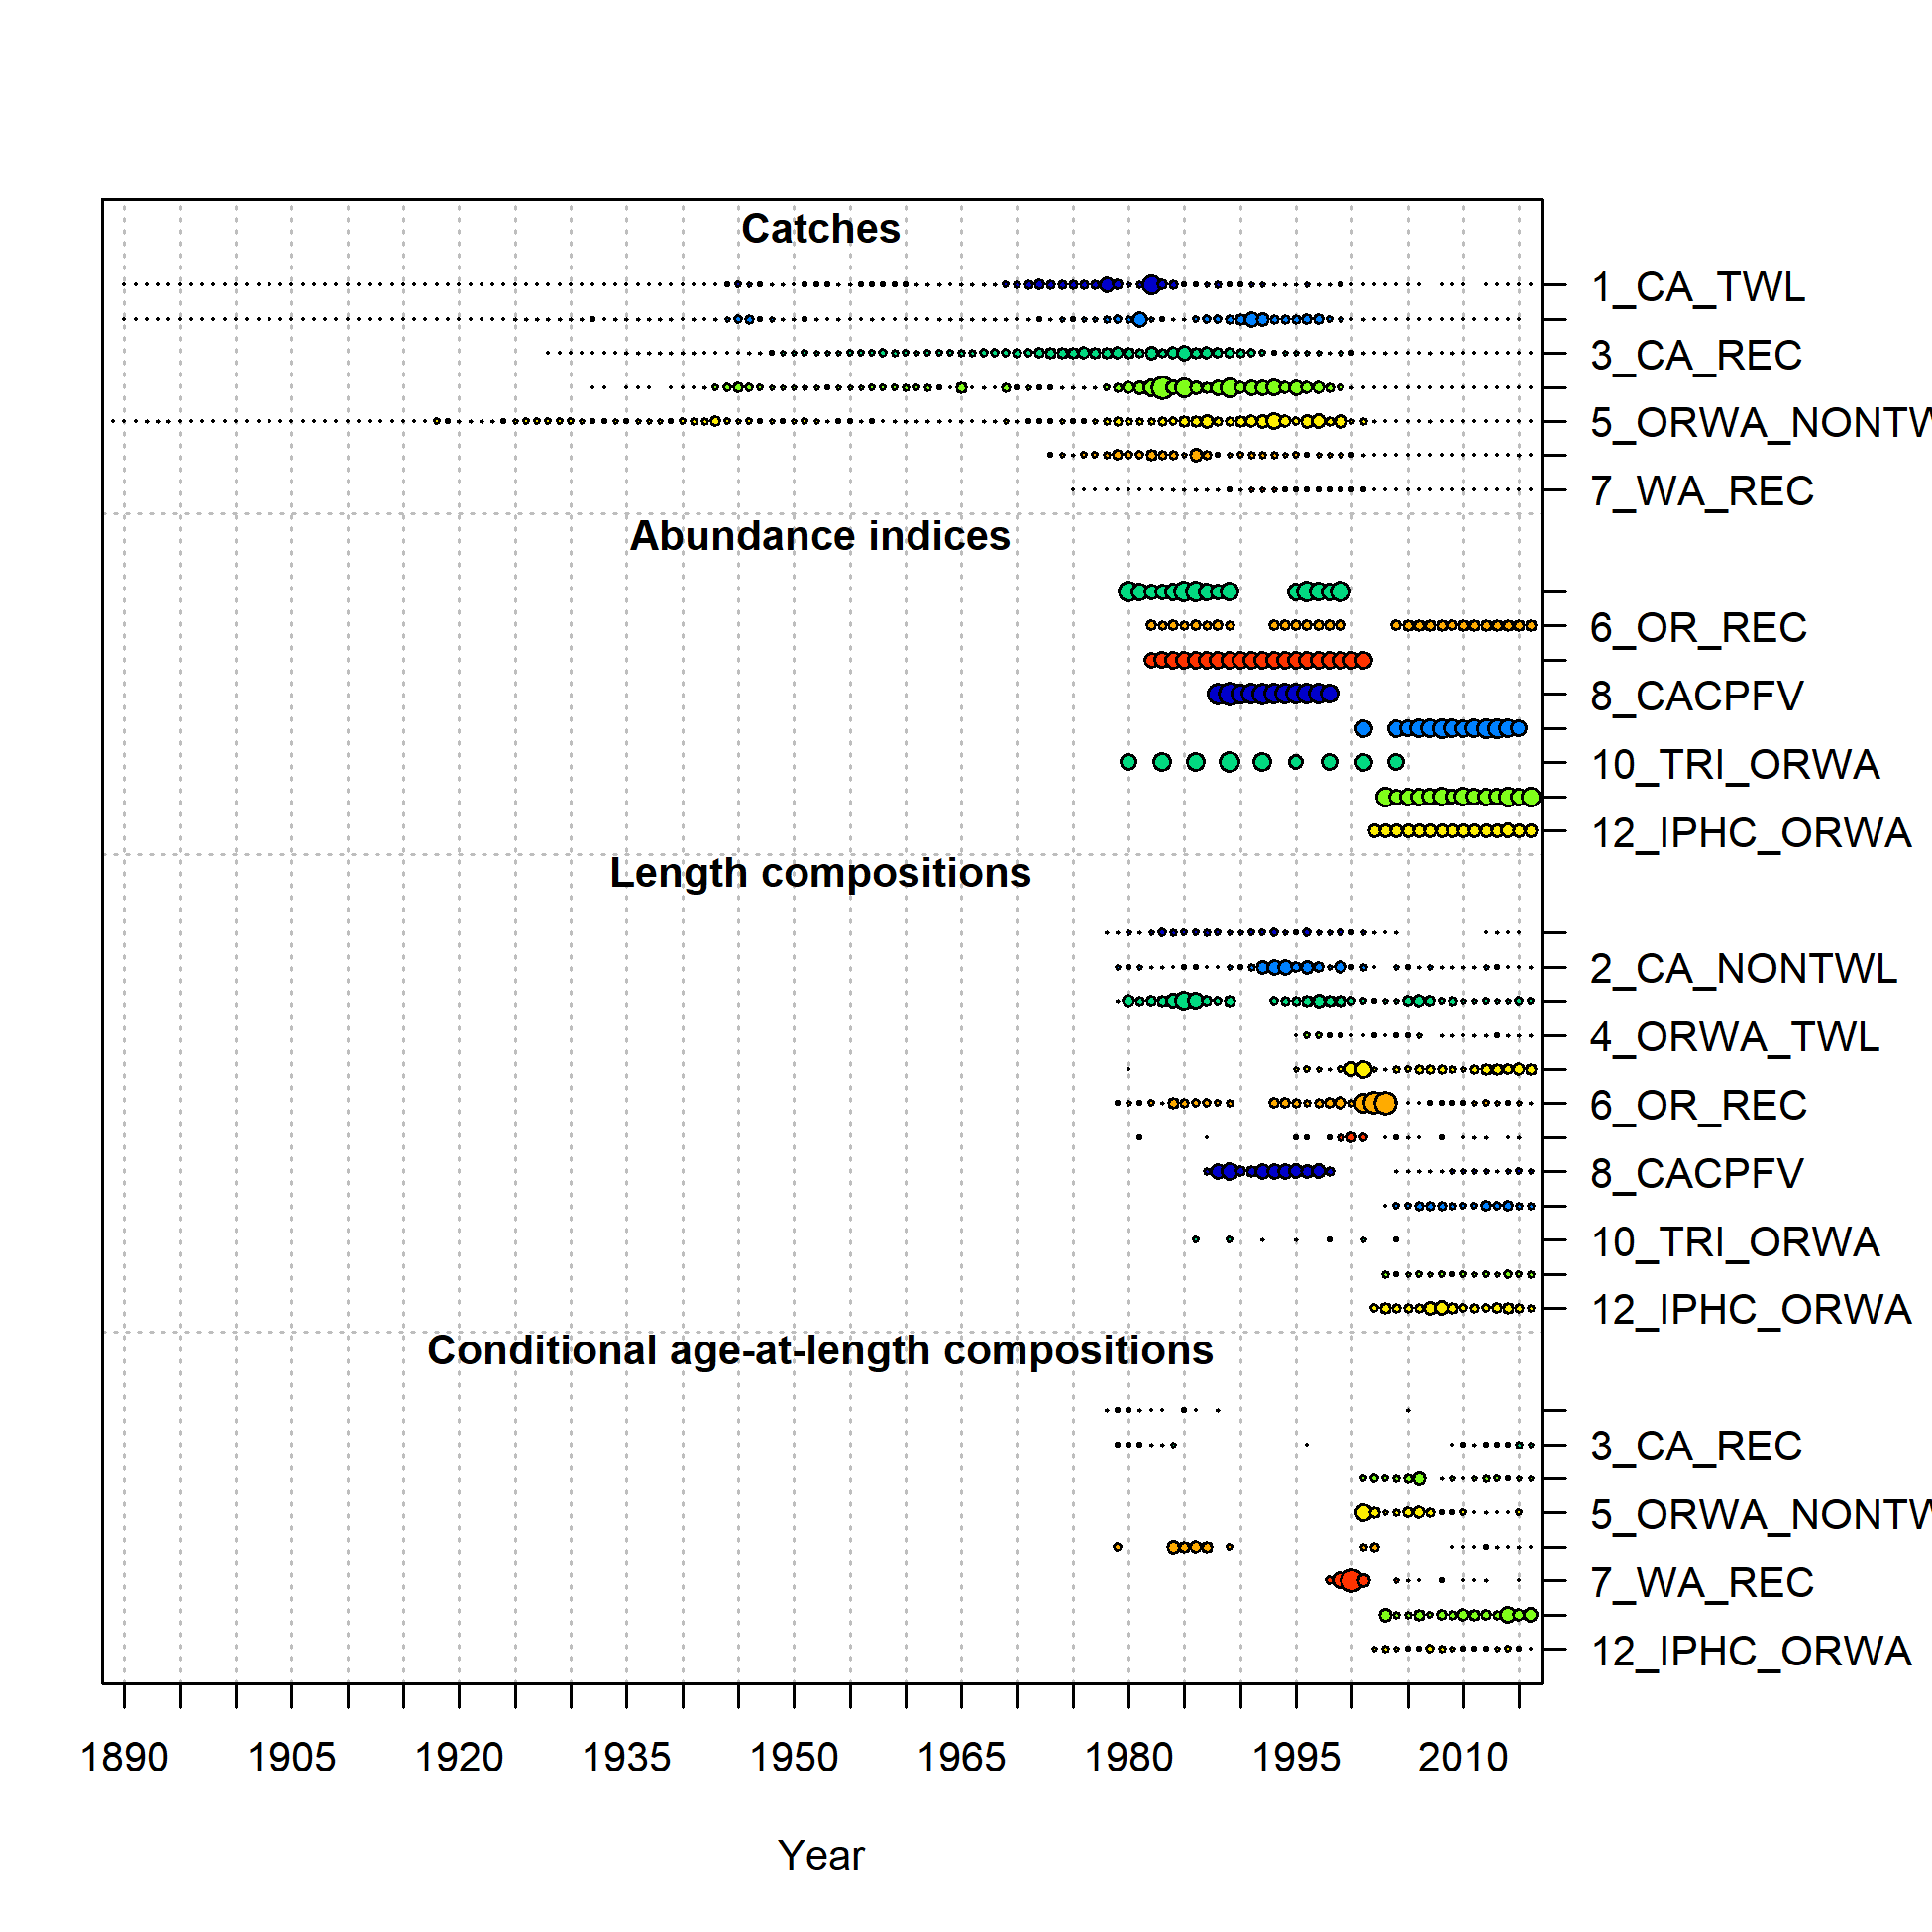 Catches
1_CA_TWL
3_CA_REC
5_ORWA_NONTW
7_WA_REC
Abundance indices
6_OR_REC
8_CACPFV
10_TRI_ORWA
12_IPHC_ORWA
Length compositions
2_CA_NONTWL
4_ORWA_TWL
6_OR_REC
8_CACPFV
10_TRI_ORWA
12_IPHC_ORWA
Conditional age-at-length compositions
3_CA_REC
5_ORWA_NONTW
7_WA_REC
12_IPHC_ORWA
1890 1905 1920 1935 1950 1965 1980 1995 2010
Year